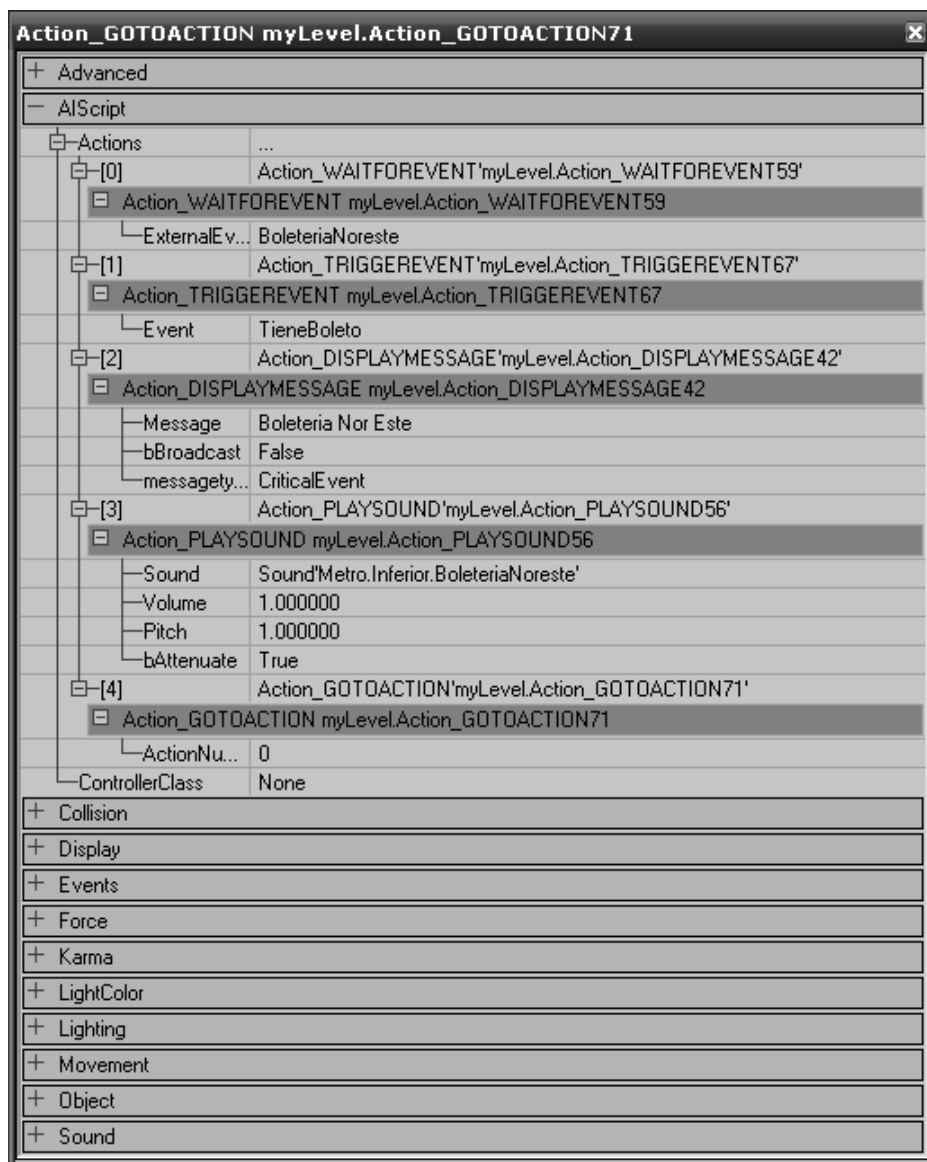 Action_GOTOACTION myLevel.Action_GOTOACTION71
Advanced
AIScript
Actions ...
[0] Action_WAITFOREVENT'myLevel.Action_WAITFOREVENT59'
Action_WAITFOREVENT myLevel.Action_WAITFOREVENT59
ExternalEv... BoleteriaNoreste
[1] Action_TRIGGEREVENT'myLevel.Action_TRIGGEREVENT67'
Action_TRIGGEREVENT myLevel.Action_TRIGGEREVENT67
Event TieneBoleto
[2] Action_DISPLAYMESSAGE'myLevel.Action_DISPLAYMESSAGE42'
Action_DISPLAYMESSAGE myLevel.Action_DISPLAYMESSAGE42
Message Boleteria Nor Este
bBroadcast False
messagety... CriticalEvent
[3] Action_PLAYSOUND'myLevel.Action_PLAYSOUND56'
Action_PLAYSOUND myLevel.Action_PLAYSOUND56
Sound Sound'Metro.Inferior.BoleteriaNoreste'
Volume 1.000000
Pitch 1.000000
bAttenuate True
[4] Action_GOTOACTION'myLevel.Action_GOTOACTION71'
Action_GOTOACTION myLevel.Action_GOTOACTION71
ActionNu... 0
ControllerClass None
Collision
Display
Events
Force
Karma
LightColor
Lighting
Movement
Object
Sound